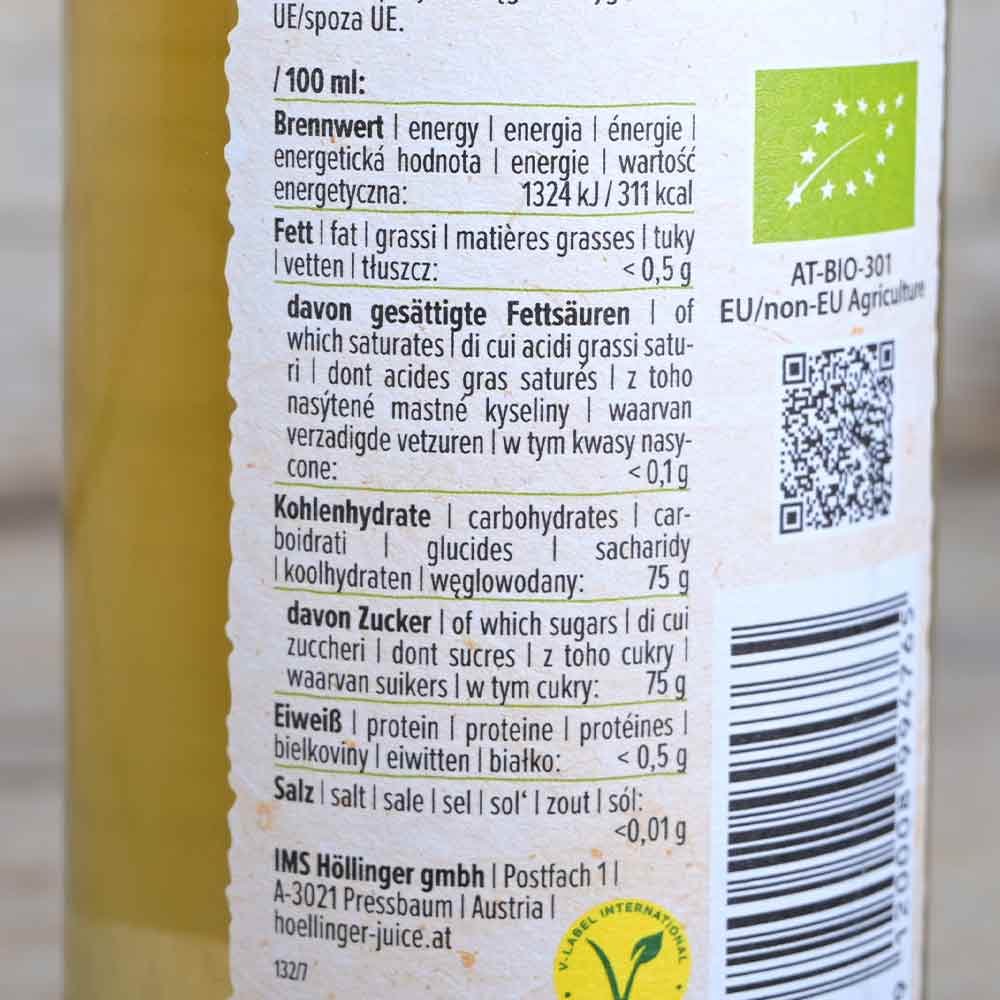 UE/spoza UE.
/ 100 ml:
Brennwert | energy | energia | énergie |
energetická hodnota | energie | wartość
energetyczna: 1324 kJ / 311 kcal
Fett | fat | grassi | matières grasses | tuky
| vetten | tłuszcz: < 0,5 g
davon gesättigte Fettsäuren | of
which saturates | di cui acidi grassi satu-
ri | dont acides gras saturés | z toho
nasýtené mastné kyseliny | waarvan
verzadigde vetzuren | w tym kwasy nasy-
cone: < 0,1 g
Kohlenhydrate | carbohydrates | car-
boidrati | glucides | sacharidy
| koolhydraten | węglowodany: 75 g
davon Zucker | of which sugars | di cui
zuccheri | dont sucres | z toho cukry |
waarvan suikers | w tym cukry: 75 g
Eiweiß | protein | proteine | protéines |
bielkoviny | eiwitten | białko: < 0,5 g
Salz | salt | sale | sel | sol‘ | zout | sól:
<0,01 g
IMS Höllinger gmbh | Postfach 1 |
A-3021 Pressbaum | Austria |
hoellinger-juice.at
132/7
V-LABEL INTERNATIONAL
AT-BIO-301
EU/non-EU Agriculture